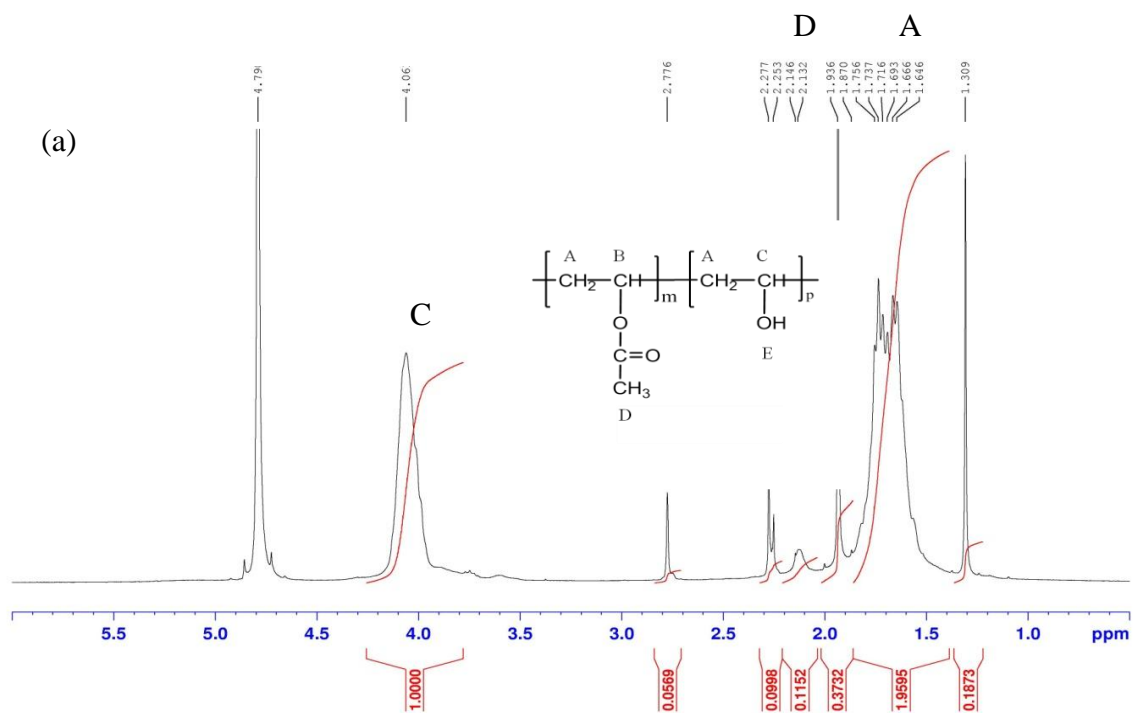 D A
4.79
4.06
2.776
2.277
2.253
2.146
2.132
1.936
1.870
1.756
1.737
1.716
1.693
1.666
1.646
1.309
(a)
A B A C
CH2 CH m CH2 CH p
O OH
C=O E
CH3
D
C
5.5 5.0 4.5 4.0 3.5 3.0 2.5 2.0 1.5 1.0 ppm
1.0000
0.0569
0.0998
0.1152
0.3732
1.9595
0.1873